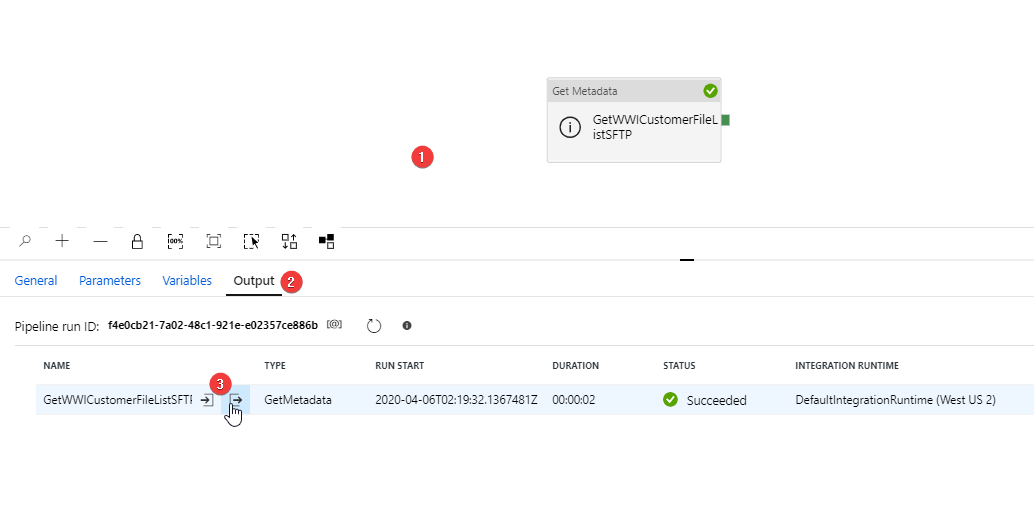 Get Metadata
GetWWICustomerFileL
istSFTP
1
100%
General Parameters Variables Output 2
Pipeline run ID: f4e0cb21-7a02-48c1-921e-e02357ce886b [@]
NAME TYPE RUN START DURATION STATUS INTEGRATION RUNTIME
3
GetWWICustomerFileListSFTP GetMetadata 2020-04-06T02:19:32.1367481Z 00:00:02 Succeeded DefaultIntegrationRuntime (West US 2)